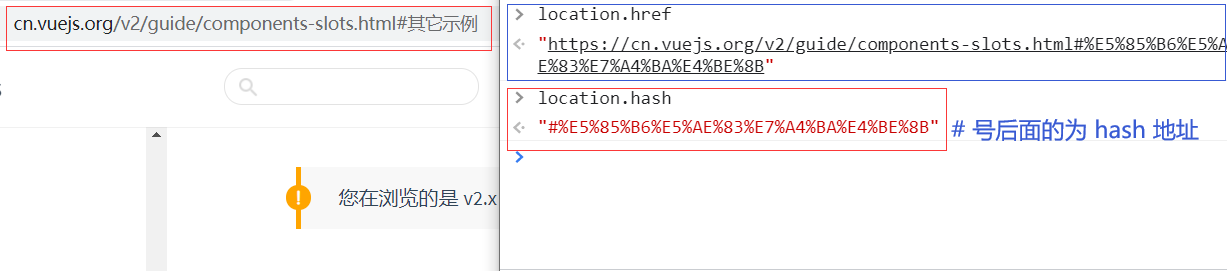 cn.vuejs.org/v2/guide/components-slots.html#其它示例
您在浏览的是 v2.x
location.href
"https://cn.vuejs.org/v2/guide/components-slots.html#%E5%85%B6%E5%A
E%83%E7%A4%BA%E4%BE%8B"
location.hash
"#%E5%85%B6%E5%AE%83%E7%A4%BA%E4%BE%8B" # 号后面的为 hash 地址